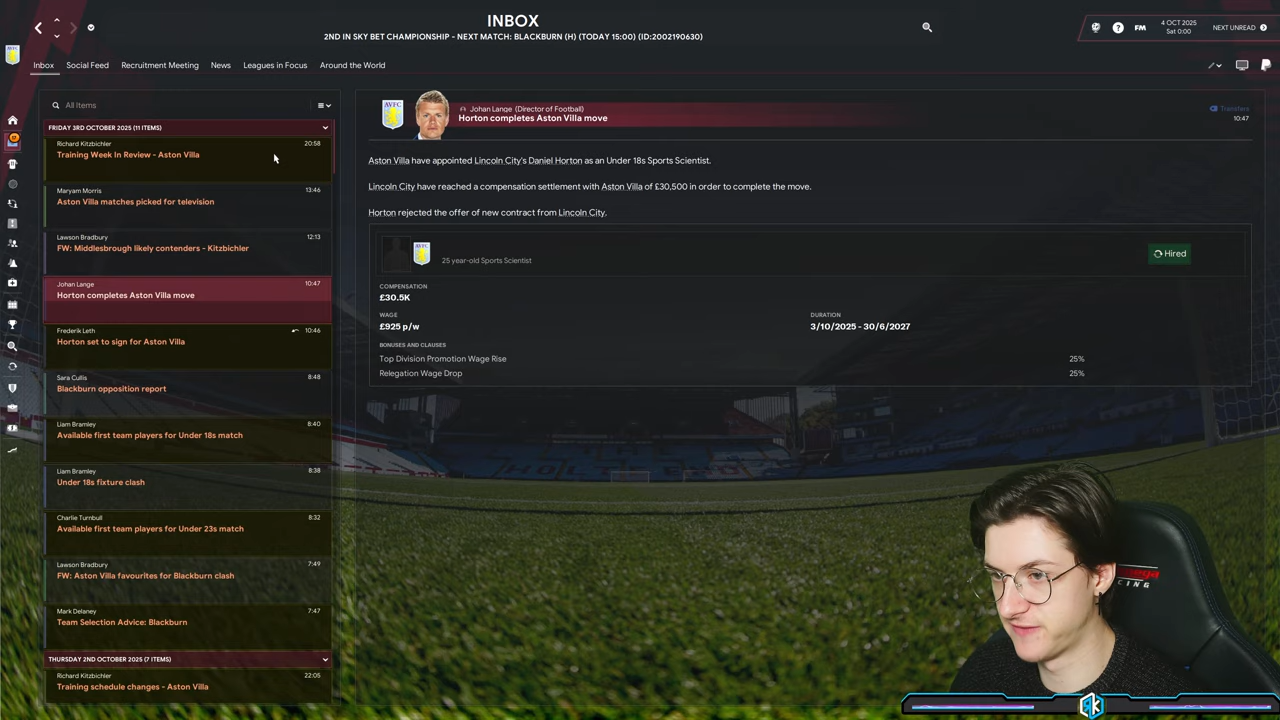 INBOX
2ND IN SKY BET CHAMPIONSHIP - NEXT MATCH: BLACKBURN (H) (TODAY 15:00) (ID:2002190630)
FM
4 OCT 2025
Sat 0:00
NEXT UNREAD
Inbox
Social Feed
Recruitment Meeting
News
Leagues in Focus
Around the World
All Items
FRIDAY 3RD OCTOBER 2025 (11 ITEMS)
Richard Kitzbichler
20:58
Training Week In Review - Aston Villa
Maryam Morris
13:46
Aston Villa matches picked for television
Lawson Bradbury
12:13
FW: Middlesbrough likely contenders - Kitzbichler
Johan Lange
10:47
Horton completes Aston Villa move
Frederik Leth
10:46
Horton set to sign for Aston Villa
Sara Cullis
8:48
Blackburn opposition report
Liam Bramley
8:40
Available first team players for Under 18s match
Liam Bramley
8:38
Under 18s fixture clash
Charlie Turnbull
8:32
Available first team players for Under 23s match
Lawson Bradbury
7:49
FW: Aston Villa favourites for Blackburn clash
Mark Delaney
7:47
Team Selection Advice: Blackburn
THURSDAY 2ND OCTOBER 2025 (7 ITEMS)
Richard Kitzbichler
22:05
Training schedule changes - Aston Villa
AVFC
Johan Lange (Director of Football)
Horton completes Aston Villa move
Transfers
10:47
Aston Villa have appointed Lincoln City's Daniel Horton as an Under 18s Sports Scientist.
Lincoln City have reached a compensation settlement with Aston Villa of £30,500 in order to complete the move.
Horton rejected the offer of new contract from Lincoln City.
25 year-old Sports Scientist
Hired
COMPENSATION
£30.5K
WAGE
£925 p/w
DURATION
3/10/2025 - 30/6/2027
BONUSES AND CLAUSES
Top Division Promotion Wage Rise
25%
Relegation Wage Drop
25%